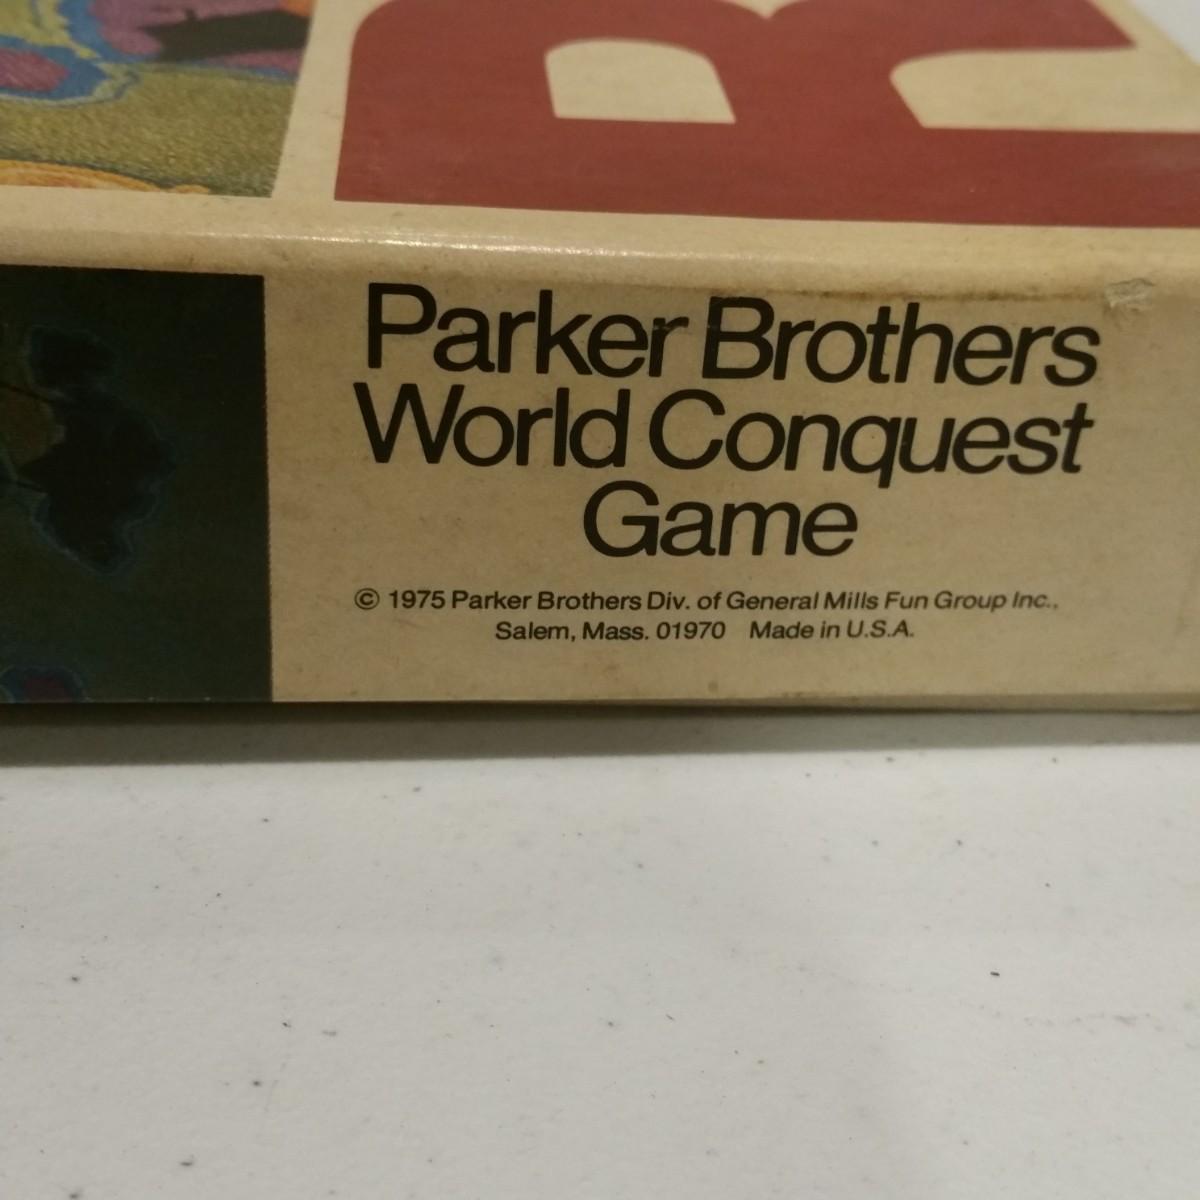 Parker Brothers
World Conquest
Game
© 1975 Parker Brothers Div. of General Mills Fun Group Inc.,
Salem, Mass. 01970 Made in U.S.A.